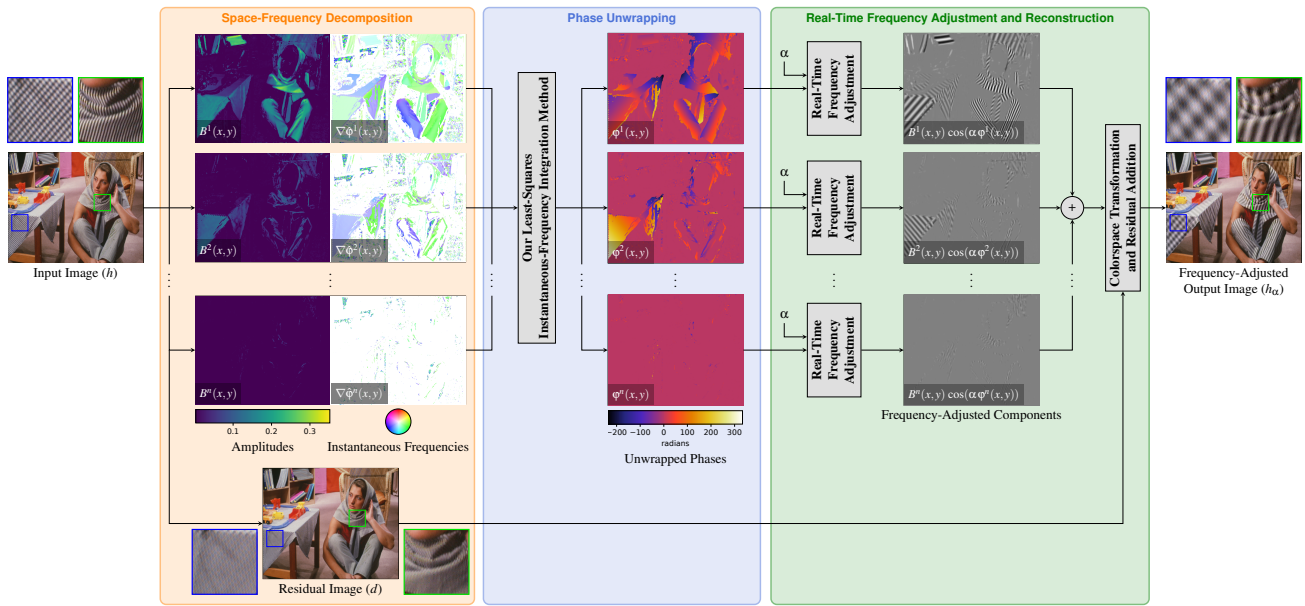 Space-Frequency Decomposition
Phase Unwrapping
Real-Time Frequency Adjustment and Reconstruction
Input Image (h)
B¹(x,y)
∇φ̂¹(x,y)
B²(x,y)
∇φ̂²(x,y)
⋮ ⋮ ⋮
Bⁿ(x,y)
∇φ̂ⁿ(x,y)
0.1 0.2 0.3
Amplitudes
Instantaneous Frequencies
Residual Image (d)
Our Least-Squares
Instantaneous-Frequency Integration Method
φ¹(x,y)
φ²(x,y)
⋮ ⋮
φⁿ(x,y)
−200 −100 0 100 200 300
radians
Unwrapped Phases
α
Real-Time
Frequency
Adjustment
B¹(x,y) cos(αφ¹(x,y))
α
Real-Time
Frequency
Adjustment
B²(x,y) cos(αφ²(x,y))
⋮ ⋮ ⋮
α
Real-Time
Frequency
Adjustment
Bⁿ(x,y) cos(αφⁿ(x,y))
Frequency-Adjusted Components
+
Colorspace Transformation
and Residual Addition
Frequency-Adjusted
Output Image (hα)